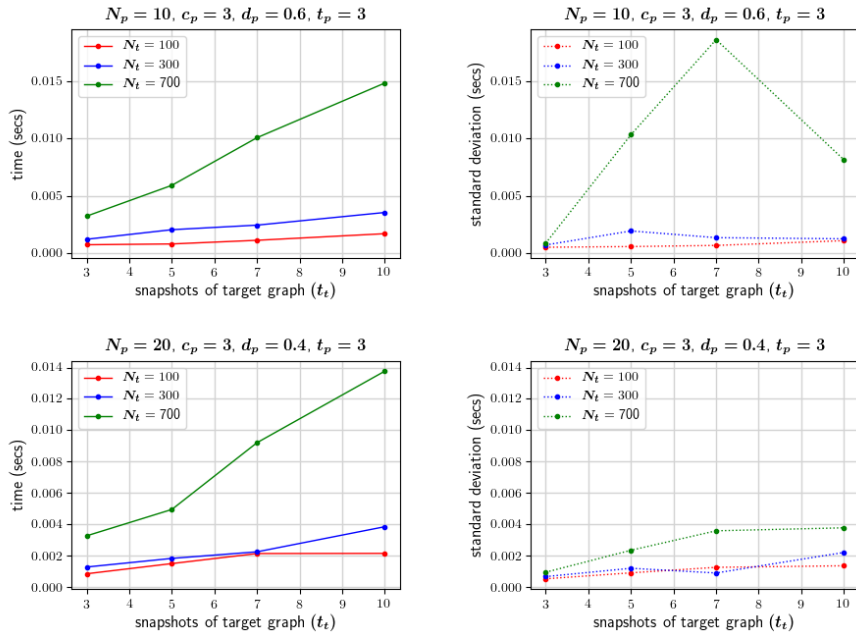 N_p = 10, c_p = 3, d_p = 0.6, t_p = 3
time (secs)
0.015
0.010
0.005
0.000
N_t = 100
N_t = 300
N_t = 700
3 4 5 6 7 8 9 10
snapshots of target graph (t_t)
N_p = 10, c_p = 3, d_p = 0.6, t_p = 3
standard deviation (secs)
0.015
0.010
0.005
0.000
N_t = 100
N_t = 300
N_t = 700
3 4 5 6 7 8 9 10
snapshots of target graph (t_t)
N_p = 20, c_p = 3, d_p = 0.4, t_p = 3
time (secs)
0.014
0.012
0.010
0.008
0.006
0.004
0.002
0.000
N_t = 100
N_t = 300
N_t = 700
3 4 5 6 7 8 9 10
snapshots of target graph (t_t)
N_p = 20, c_p = 3, d_p = 0.4, t_p = 3
standard deviation (secs)
0.014
0.012
0.010
0.008
0.006
0.004
0.002
0.000
N_t = 100
N_t = 300
N_t = 700
3 4 5 6 7 8 9 10
snapshots of target graph (t_t)